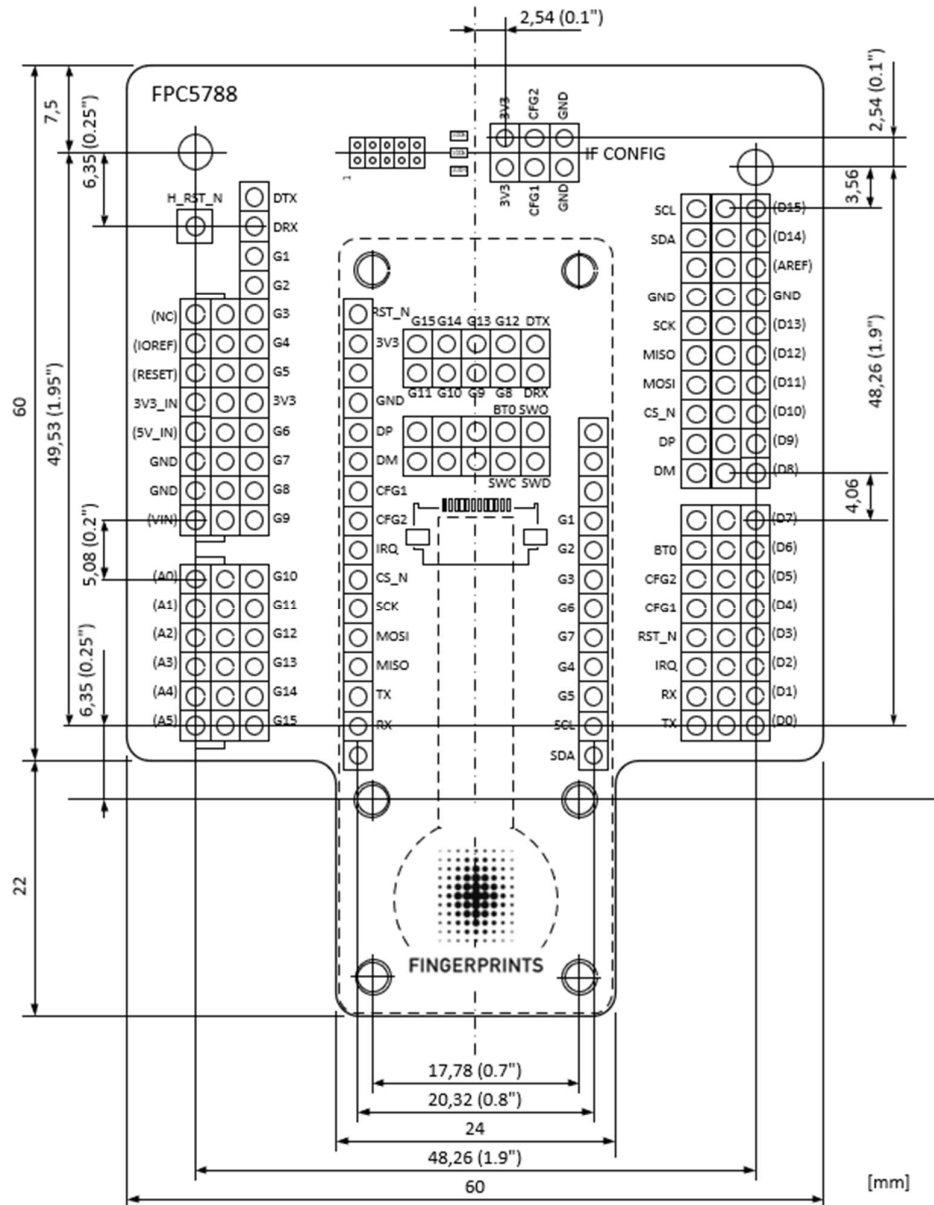 2,54 (0.1")
FPC5788
3V3 CFG2 GND
IF CONFIG
3V3 CFG1 GND
1
7,5
6,35 (0.25")
60
49,53 (1.95")
5,08 (0.2")
6,35 (0.25")
22
2,54 (0.1")
3,56
48,26 (1.9")
4,06
H_RST_N
DTX
DRX
G1
G2
(NC) G3
(IOREF) G4
(RESET) G5
3V3_IN 3V3
(5V_IN) G6
GND G7
GND G8
(VIN) G9
(A0) G10
(A1) G11
(A2) G12
(A3) G13
(A4) G14
(A5) G15
RST_N
3V3
GND
DP
DM
CFG1
CFG2
IRQ
CS_N
SCK
MOSI
MISO
TX
RX
G15 G14 G13 G12 DTX
G11 G10 G9 G8 DRX
BT0 SWO
SWC SWD
G1
G2
G3
G6
G7
G4
G5
SCL
SDA
SCL (D15)
SDA (D14)
(AREF)
GND GND
SCK (D13)
MISO (D12)
MOSI (D11)
CS_N (D10)
DP (D9)
DM (D8)
(D7)
BT0 (D6)
CFG2 (D5)
CFG1 (D4)
RST_N (D3)
IRQ (D2)
RX (D1)
TX (D0)
FINGERPRINTS
17,78 (0.7")
20,32 (0.8")
24
48,26 (1.9")
60
[mm]